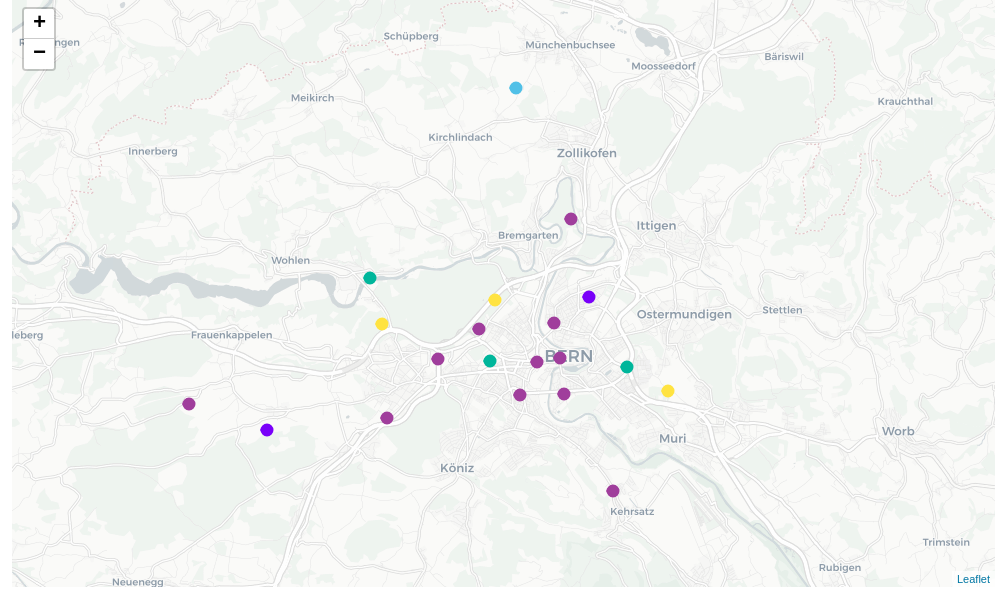 +
Schüpberg
Münchenbuchsee
−
Moosseedorf
Bäriswil
Meikirch
Krauchthal
Kirchlindach
Innerberg
Zollikofen
Ittigen
Bremgarten
Wohlen
Stettlen
Ostermundigen
leberg
Frauenkappelen
BERN
Worb
Muri
Köniz
Kehrsatz
Trimstein
Rubigen
Neuenegg
Leaflet